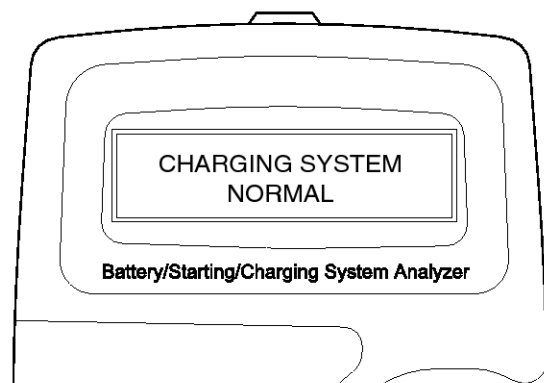 CHARGING SYSTEM
NORMAL
Battery/Starting/Charging System Analyzer